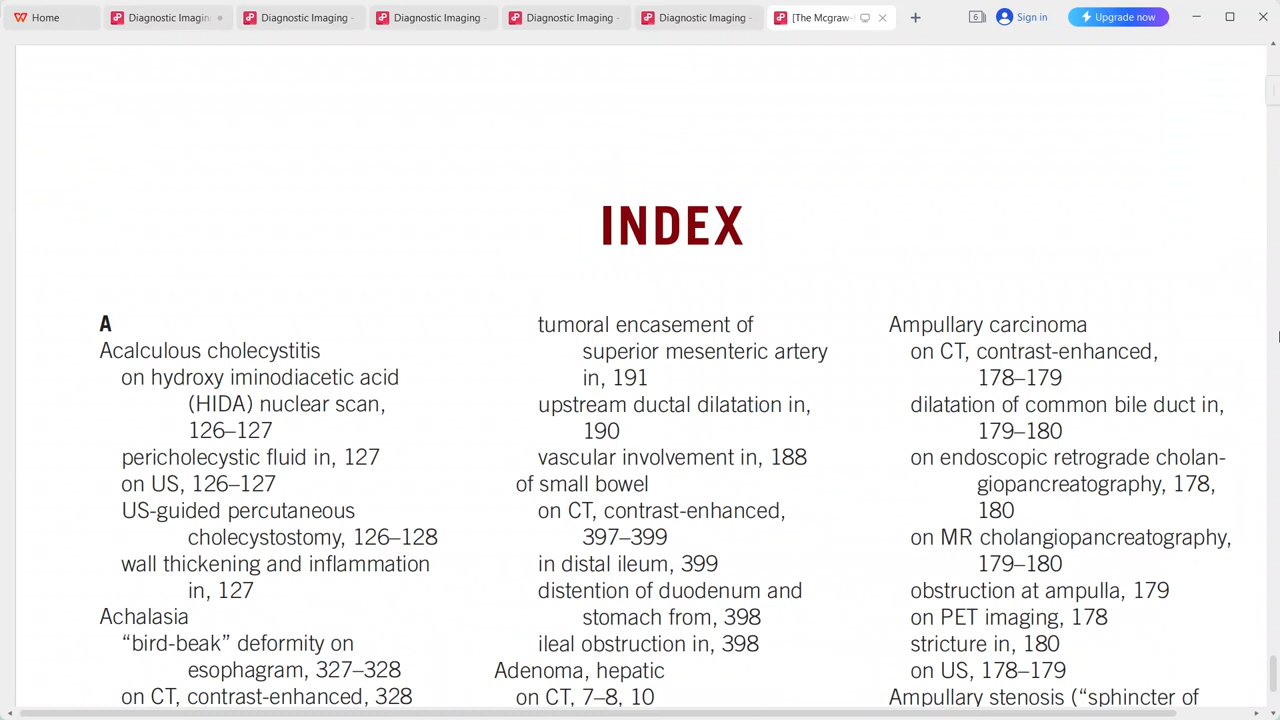 Home
Diagnostic Imagin
Diagnostic Imaging -
Diagnostic Imaging -
Diagnostic Imaging -
Diagnostic Imaging -
[The Mcgraw-
6
Sign in
Upgrade now
INDEX
A
Acalculous cholecystitis
on hydroxy iminodiacetic acid
(HIDA) nuclear scan,
126–127
pericholecystic fluid in, 127
on US, 126–127
US-guided percutaneous
cholecystostomy, 126–128
wall thickening and inflammation
in, 127
Achalasia
“bird-beak” deformity on
esophagram, 327–328
on CT, contrast-enhanced, 328
tumoral encasement of
superior mesenteric artery
in, 191
upstream ductal dilatation in,
190
vascular involvement in, 188
of small bowel
on CT, contrast-enhanced,
397–399
in distal ileum, 399
distention of duodenum and
stomach from, 398
ileal obstruction in, 398
Adenoma, hepatic
on CT, 7–8, 10
Ampullary carcinoma
on CT, contrast-enhanced,
178–179
dilatation of common bile duct in,
179–180
on endoscopic retrograde cholan-
giopancreatography, 178,
180
on MR cholangiopancreatography,
179–180
obstruction at ampulla, 179
on PET imaging, 178
stricture in, 180
on US, 178–179
Ampullary stenosis (“sphincter of